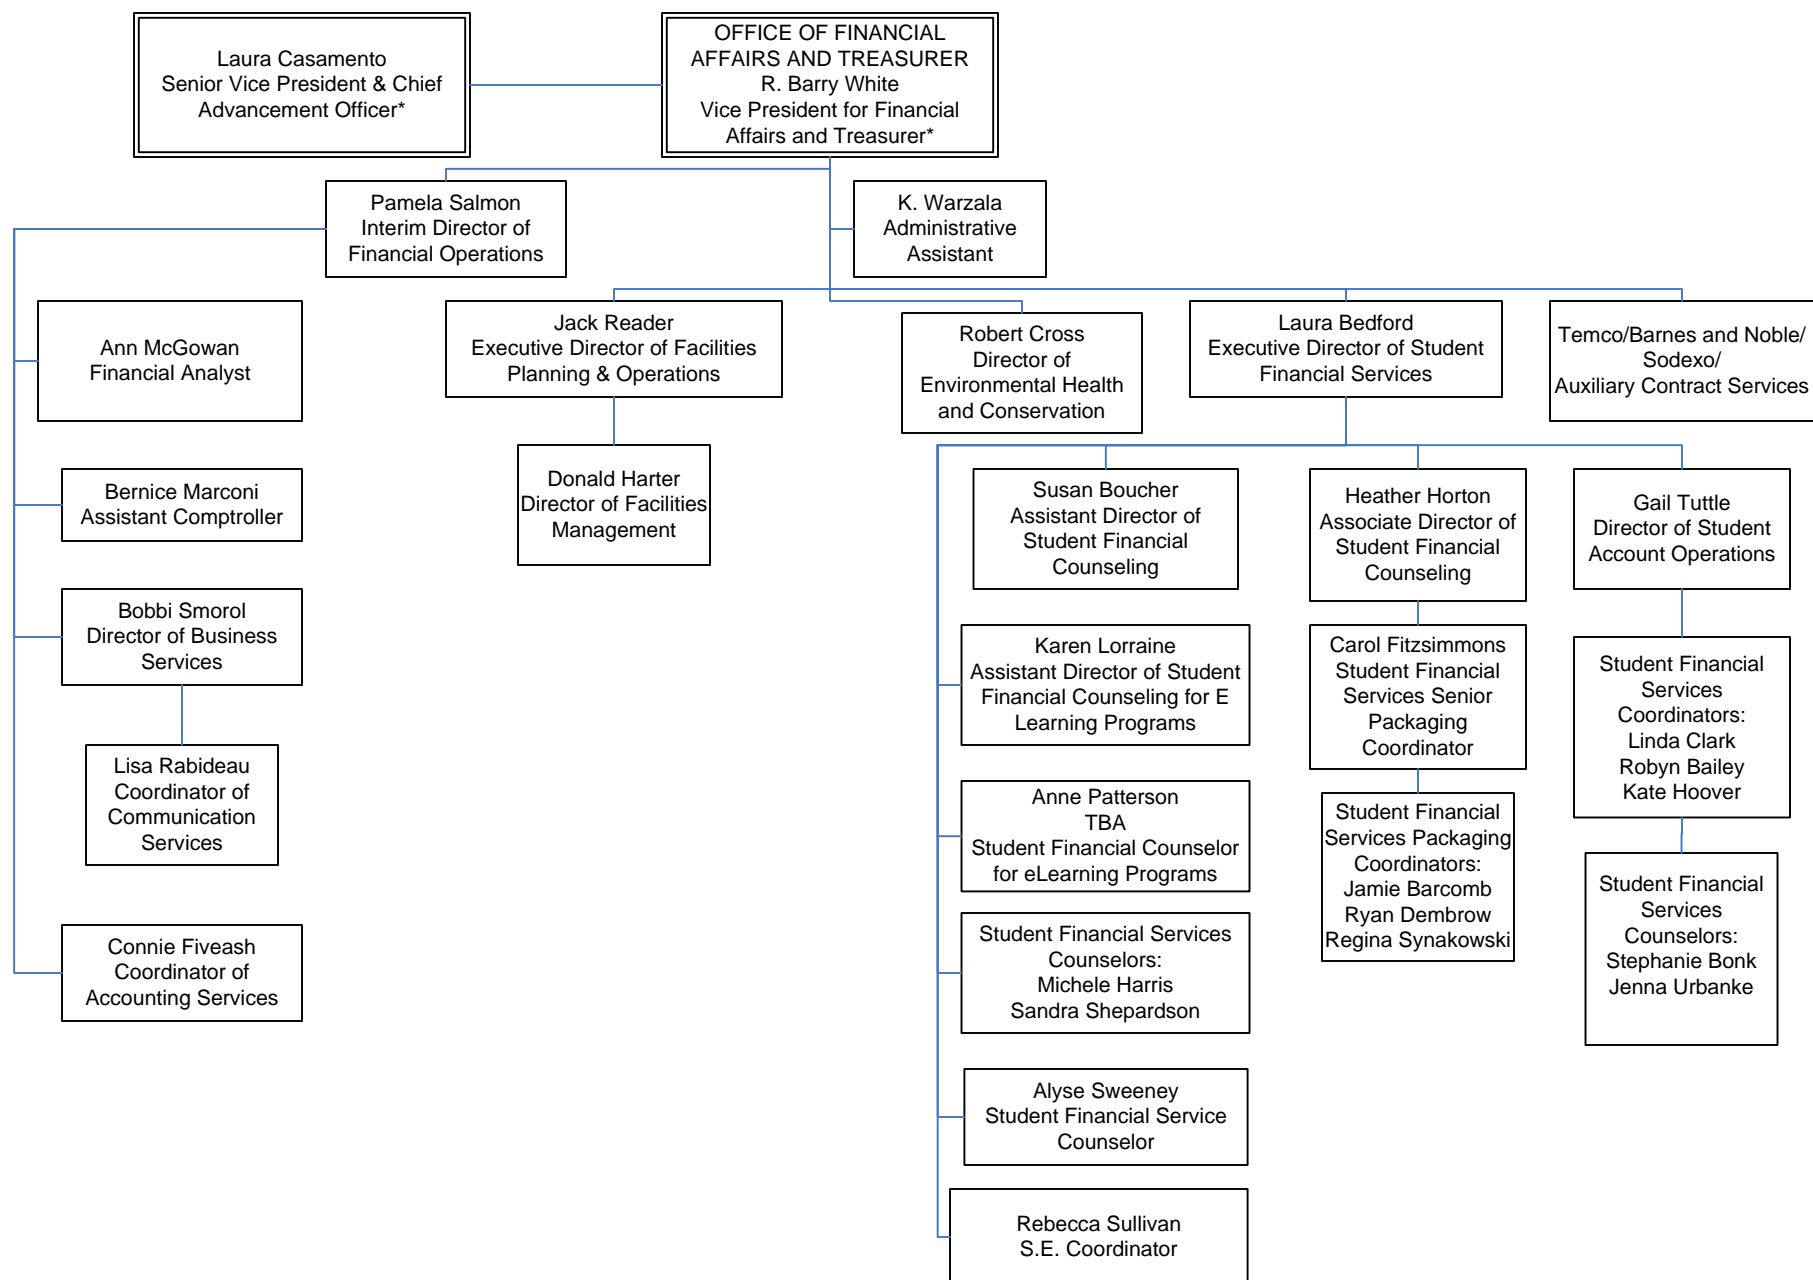 Laura Casamento
Senior Vice President & Chief
Advancement Officer*
OFFICE OF FINANCIAL
AFFAIRS AND TREASURER
R. Barry White
Vice President for Financial
Affairs and Treasurer*
Pamela Salmon
Interim Director of
Financial Operations
K. Warzala
Administrative
Assistant
Ann McGowan
Financial Analyst
Jack Reader
Executive Director of Facilities
Planning & Operations
Robert Cross
Director of
Environmental Health
and Conservation
Laura Bedford
Executive Director of Student
Financial Services
Temco/Barnes and Noble/
Sodexo/
Auxiliary Contract Services
Bernice Marconi
Assistant Comptroller
Donald Harter
Director of Facilities
Management
Susan Boucher
Assistant Director of
Student Financial
Counseling
Heather Horton
Associate Director of
Student Financial
Counseling
Gail Tuttle
Director of Student
Account Operations
Bobbi Smorol
Director of Business
Services
Karen Lorraine
Assistant Director of Student
Financial Counseling for E
Learning Programs
Carol Fitzsimmons
Student Financial
Services Senior
Packaging
Coordinator
Student Financial
Services
Coordinators:
Linda Clark
Robyn Bailey
Kate Hoover
Lisa Rabideau
Coordinator of
Communication
Services
Anne Patterson
TBA
Student Financial Counselor
for eLearning Programs
Student Financial
Services Packaging
Coordinators:
Jamie Barcomb
Ryan Dembrow
Regina Synakowski
Student Financial
Services
Counselors:
Stephanie Bonk
Jenna Urbanke
Connie Fiveash
Coordinator of
Accounting Services
Student Financial Services
Counselors:
Michele Harris
Sandra Shepardson
Alyse Sweeney
Student Financial Service
Counselor
Rebecca Sullivan
S.E. Coordinator